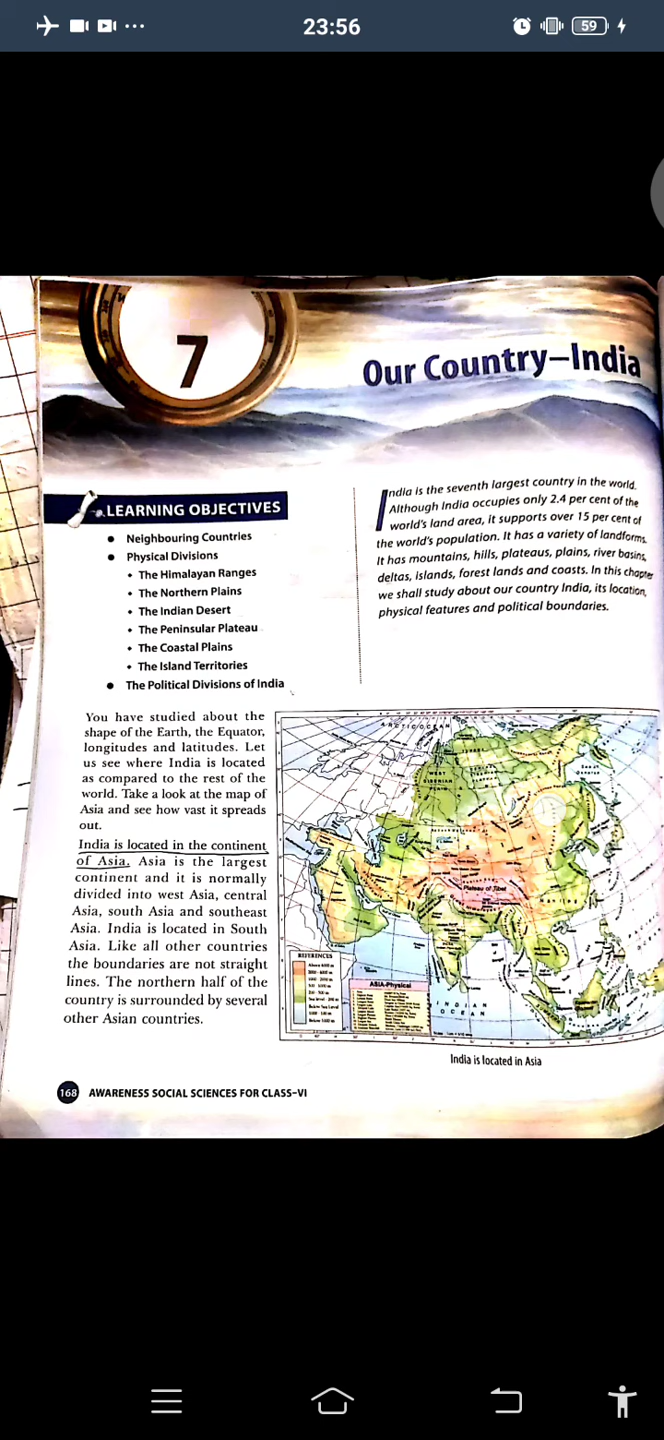 23:56
59
7
Our Country–India
LEARNING OBJECTIVES
● Neighbouring Countries
● Physical Divisions
• The Himalayan Ranges
• The Northern Plains
• The Indian Desert
• The Peninsular Plateau
• The Coastal Plains
• The Island Territories
● The Political Divisions of India
India is the seventh largest country in the world.
Although India occupies only 2.4 per cent of the
world's land area, it supports over 15 per cent of
the world's population. It has a variety of landforms.
It has mountains, hills, plateaus, plains, river basins,
deltas, islands, forest lands and coasts. In this chapter
we shall study about our country India, its location,
physical features and political boundaries.
You have studied about the
shape of the Earth, the Equator,
longitudes and latitudes. Let
us see where India is located
as compared to the rest of the
world. Take a look at the map of
Asia and see how vast it spreads
out.
India is located in the continent
of Asia. Asia is the largest
continent and it is normally
divided into west Asia, central
Asia, south Asia and southeast
Asia. India is located in South
Asia. Like all other countries
the boundaries are not straight
lines. The northern half of the
country is surrounded by several
other Asian countries.
ARCTIC OCEAN
WEST
SIBERIAN
PLAIN
Plateau of Tibet
REFERENCES
ASIA-Physical
INDIAN
OCEAN
India is located in Asia
168 AWARENESS SOCIAL SCIENCES FOR CLASS–VI